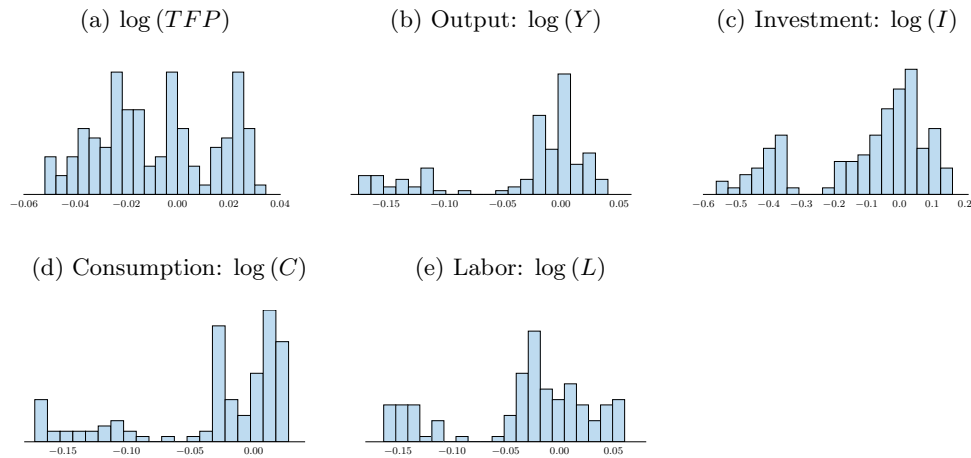 (a) log (TFP) (b) Output: log (Y) (c) Investment: log (I)
−0.06 −0.04 −0.02 0.00 0.02 0.04 −0.15 −0.10 −0.05 0.00 0.05 −0.6 −0.5 −0.4 −0.3 −0.2 −0.1 0.0 0.1 0.2
(d) Consumption: log (C) (e) Labor: log (L)
−0.15 −0.10 −0.05 0.00 −0.15 −0.10 −0.05 0.00 0.05